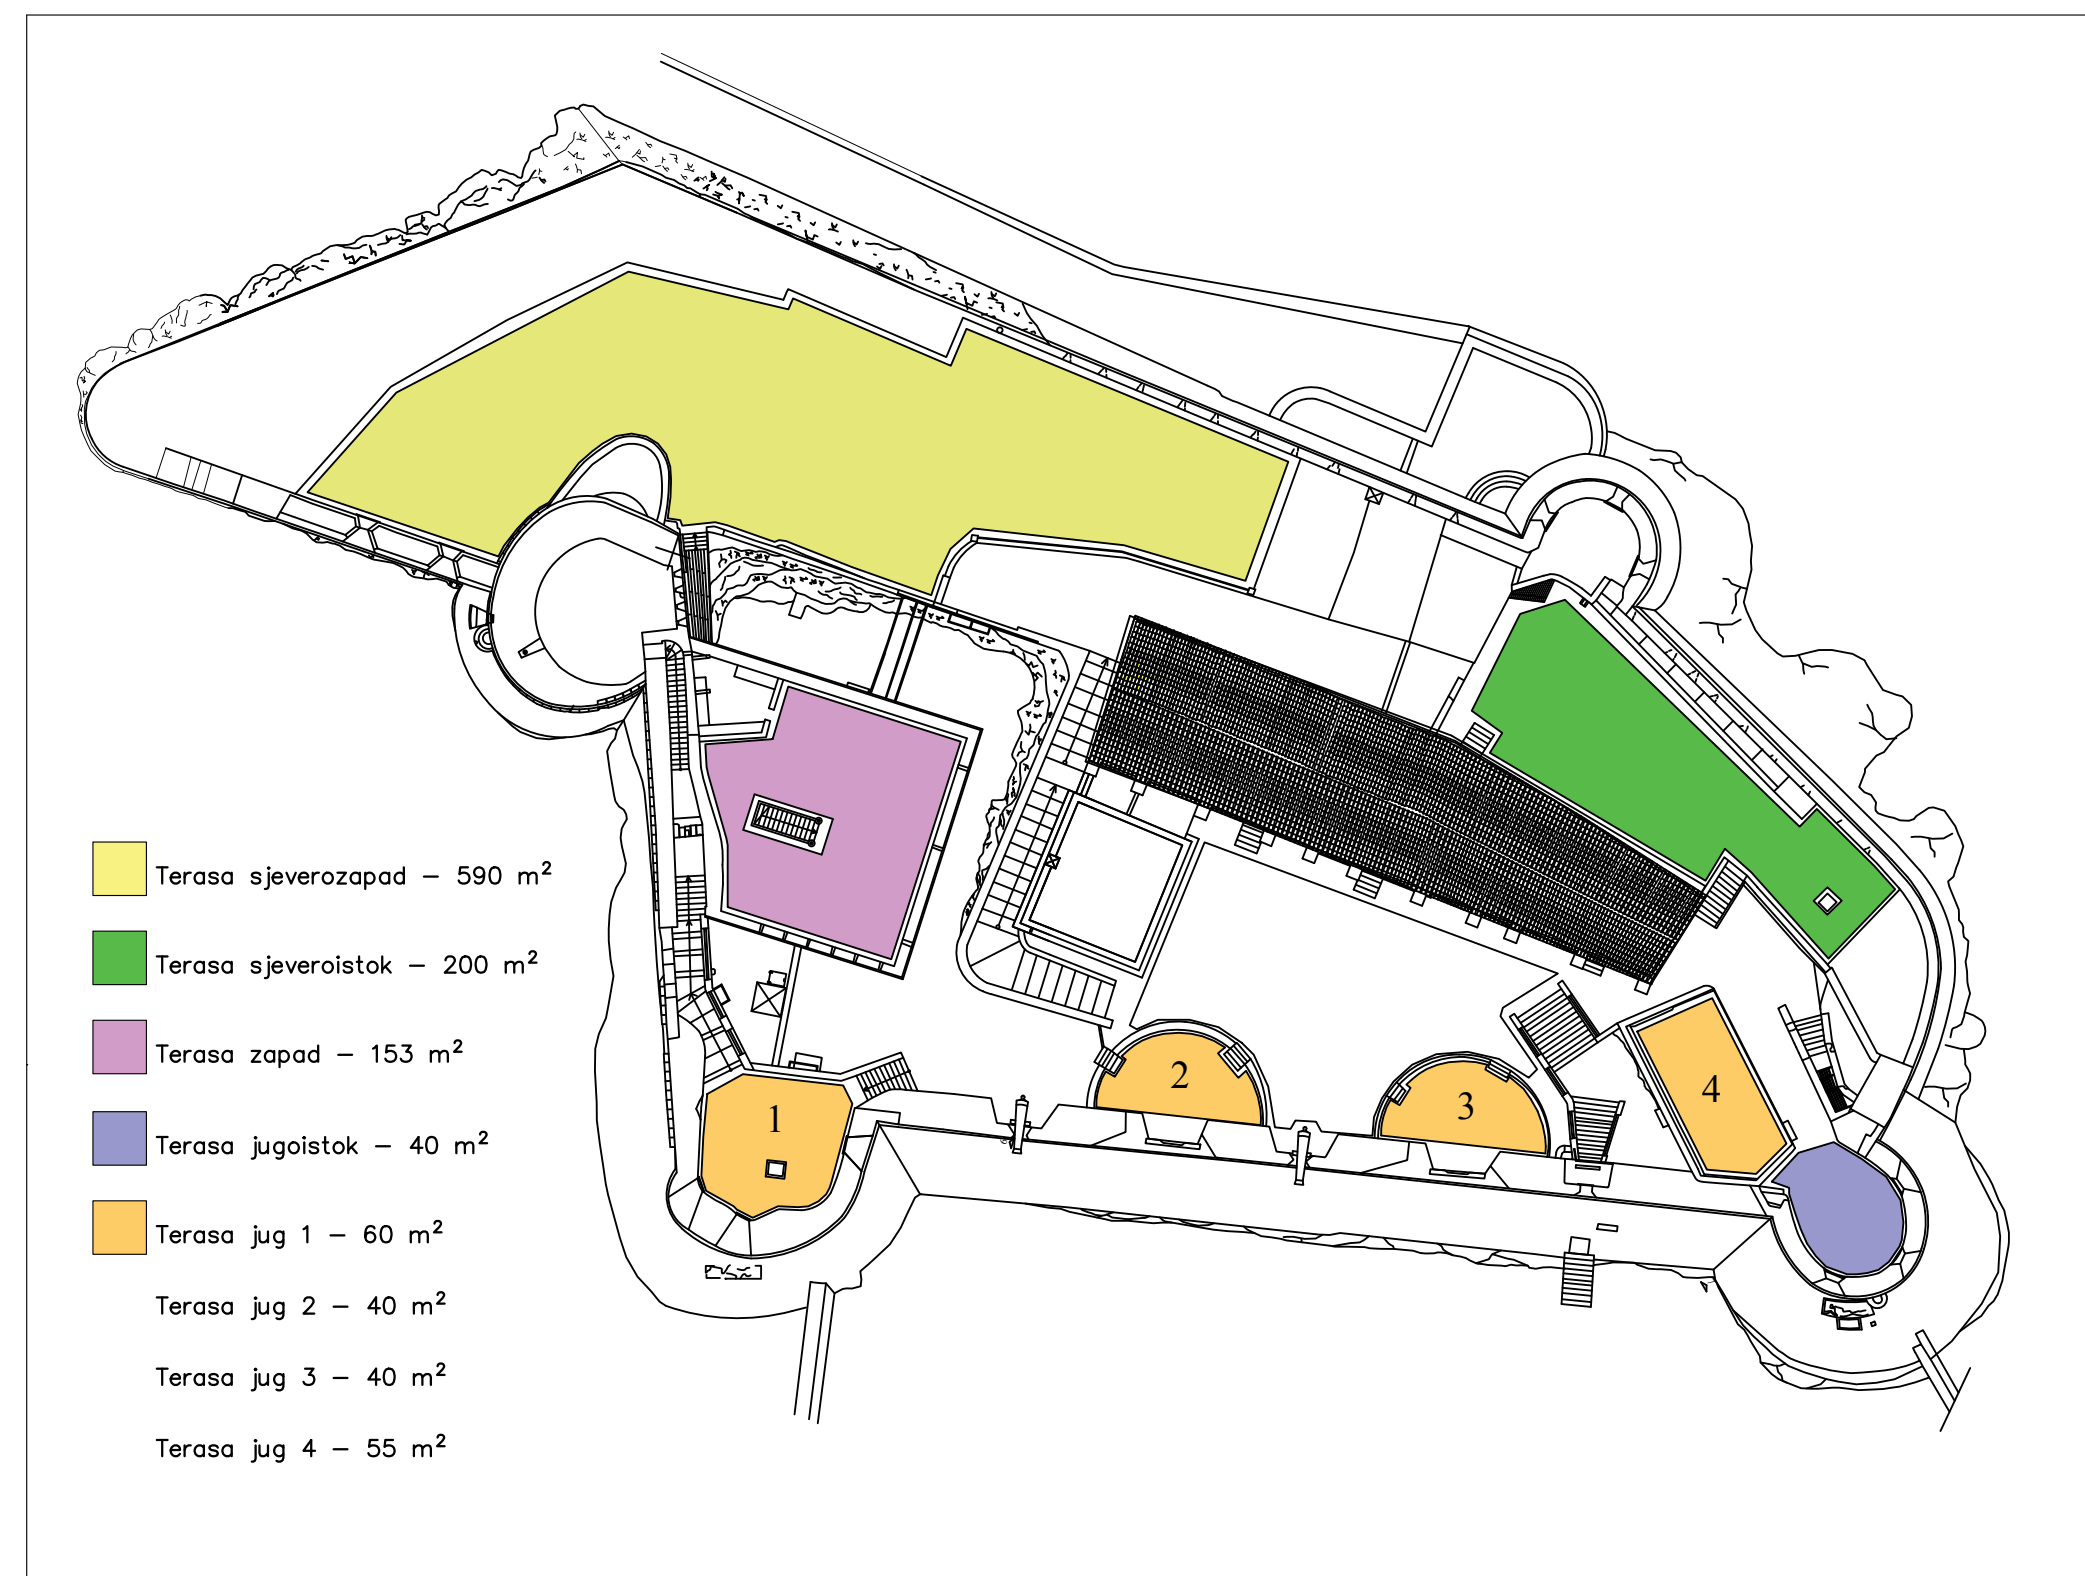 Terasa sjeverozapad – 590 m²
Terasa sjeveroistok – 200 m²
Terasa zapad – 153 m²
Terasa jugoistok – 40 m²
Terasa jug 1 – 60 m²
Terasa jug 2 – 40 m²
Terasa jug 3 – 40 m²
Terasa jug 4 – 55 m²
1
2
3
4